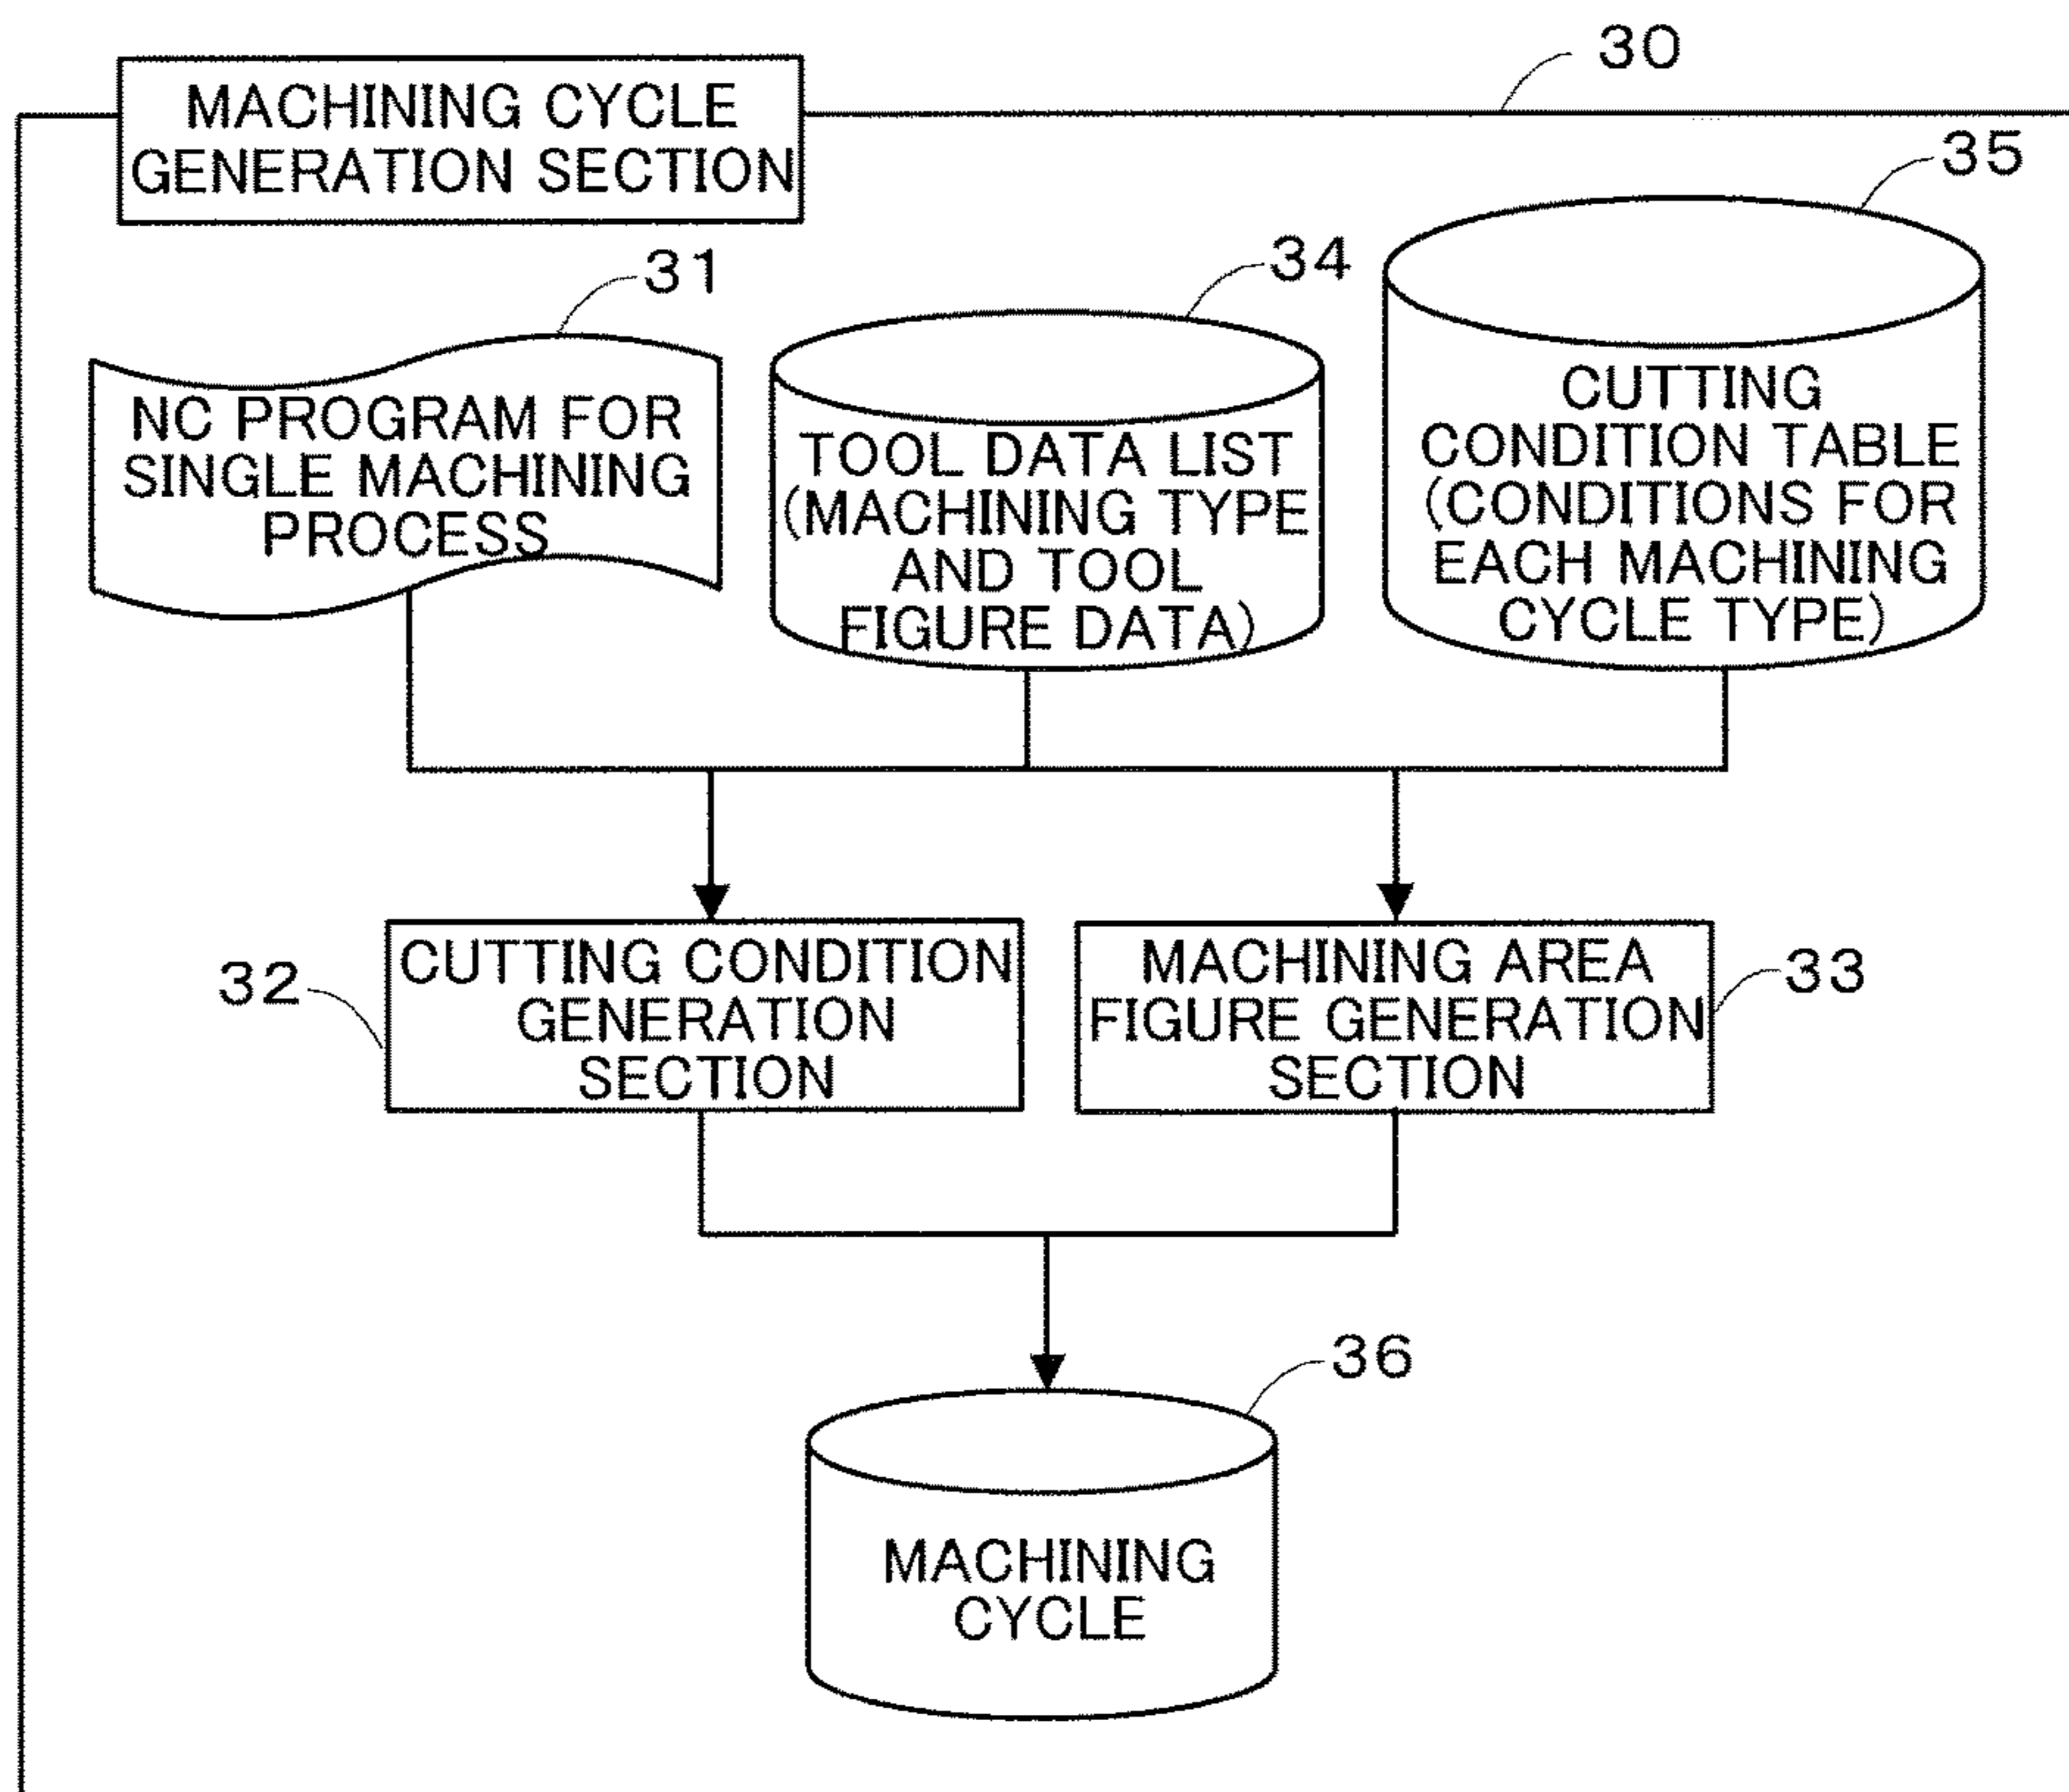 30
MACHINING CYCLE
GENERATION SECTION
35
31
34
NC PROGRAM FOR
SINGLE MACHINING
PROCESS
TOOL DATA LIST
(MACHINING TYPE
AND TOOL
FIGURE DATA)
CUTTING
CONDITION TABLE
(CONDITIONS FOR
EACH MACHINING
CYCLE TYPE)
32
CUTTING CONDITION
GENERATION
SECTION
MACHINING AREA
FIGURE GENERATION
SECTION
33
36
MACHINING
CYCLE